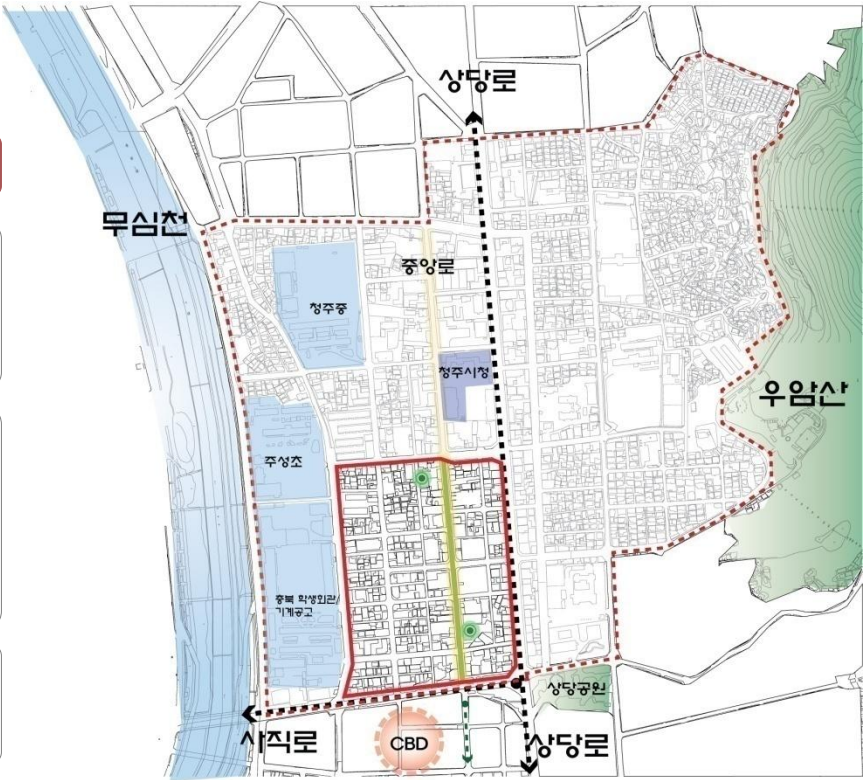 상당로
무심천
중앙로
청주중
청주시청
우암산
주성초
충북 학생회관/
기계공고
상당공원
사직로
CBD
상당로